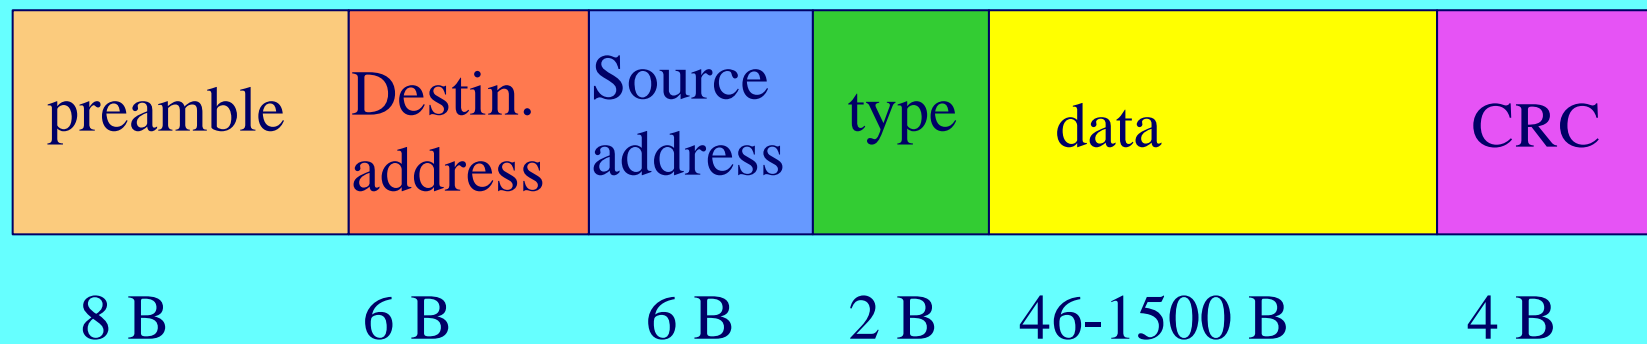 preamble
Destin.
address
Source
address
type
data
CRC
8 B
6 B
6 B
2 B
46-1500 B
4 B